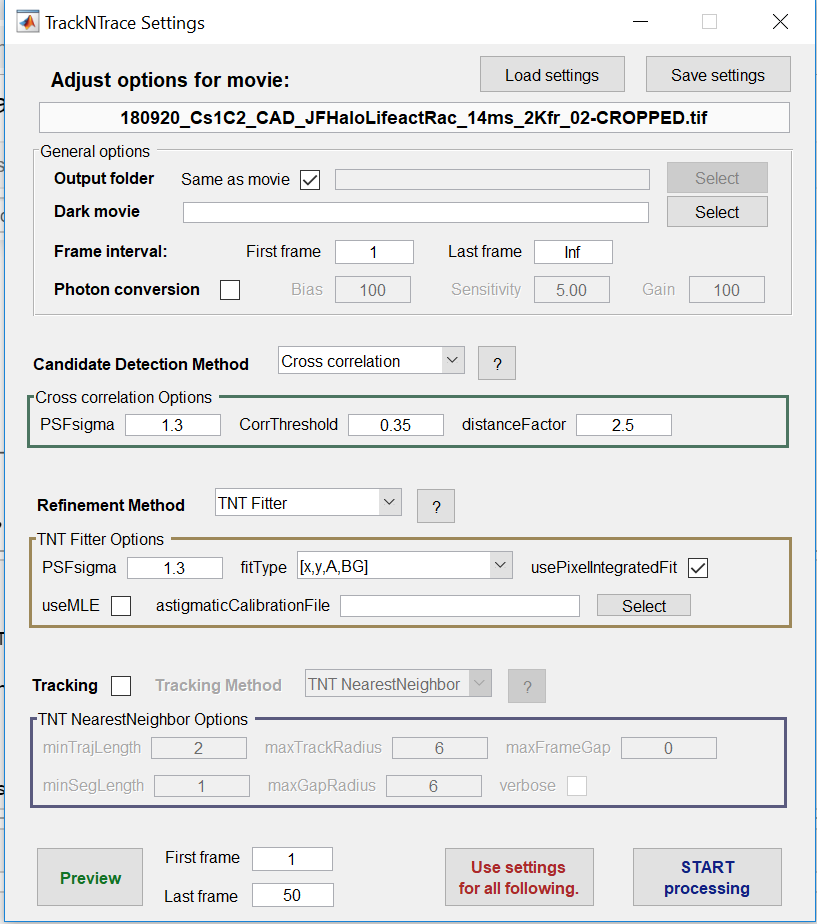 TrackNTrace Settings
Adjust options for movie:
Load settings
Save settings
180920_Cs1C2_CAD_JFHaloLifeactRac_14ms_2Kfr_02-CROPPED.tif
General options
Output folder Same as movie Select
Dark movie Select
Frame interval: First frame 1 Last frame Inf
Photon conversion Bias 100 Sensitivity 5.00 Gain 100
Candidate Detection Method Cross correlation ?
Cross correlation Options
PSFsigma 1.3 CorrThreshold 0.35 distanceFactor 2.5
Refinement Method TNT Fitter ?
TNT Fitter Options
PSFsigma 1.3 fitType [x,y,A,BG] usePixelIntegratedFit
useMLE astigmaticCalibrationFile Select
Tracking Tracking Method TNT NearestNeighbor ?
TNT NearestNeighbor Options
minTrajLength 2 maxTrackRadius 6 maxFrameGap 0
minSegLength 1 maxGapRadius 6 verbose
Preview
First frame 1
Last frame 50
Use settings
for all following.
START
processing